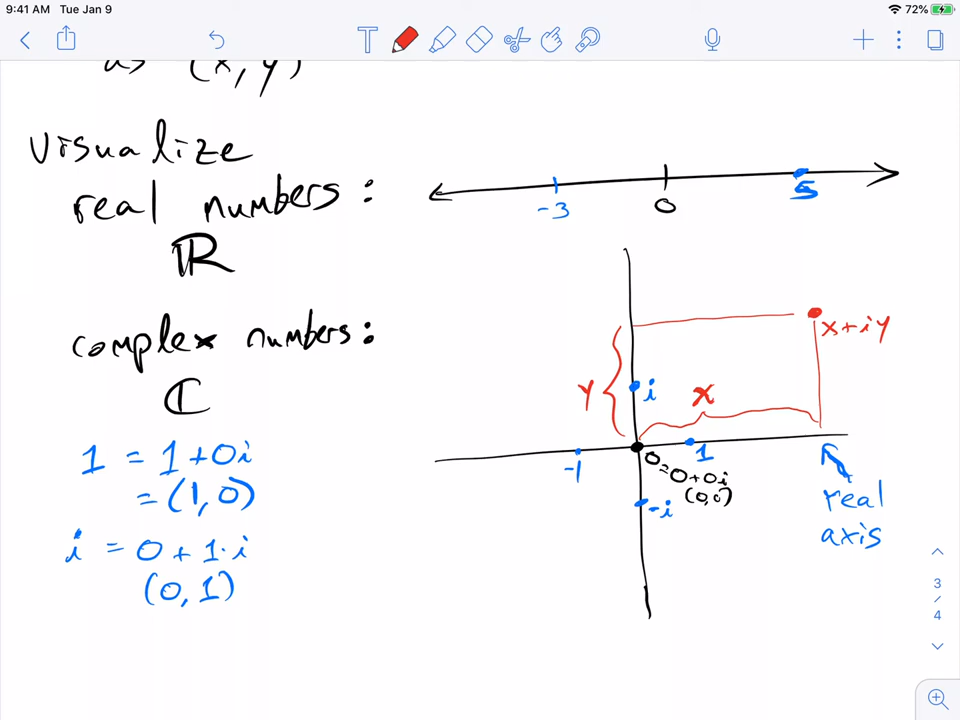 9:41 AM Tue Jan 9
72%
T
as (x, y)
Visualize
real numbers:
ℝ
-3
0
5
complex numbers:
ℂ
x+iy
y
i
x
-1
1
0=0+0i
(0,0)
-i
real
axis
1 = 1+0i
= (1,0)
i = 0 + 1·i
(0,1)
3
/
4